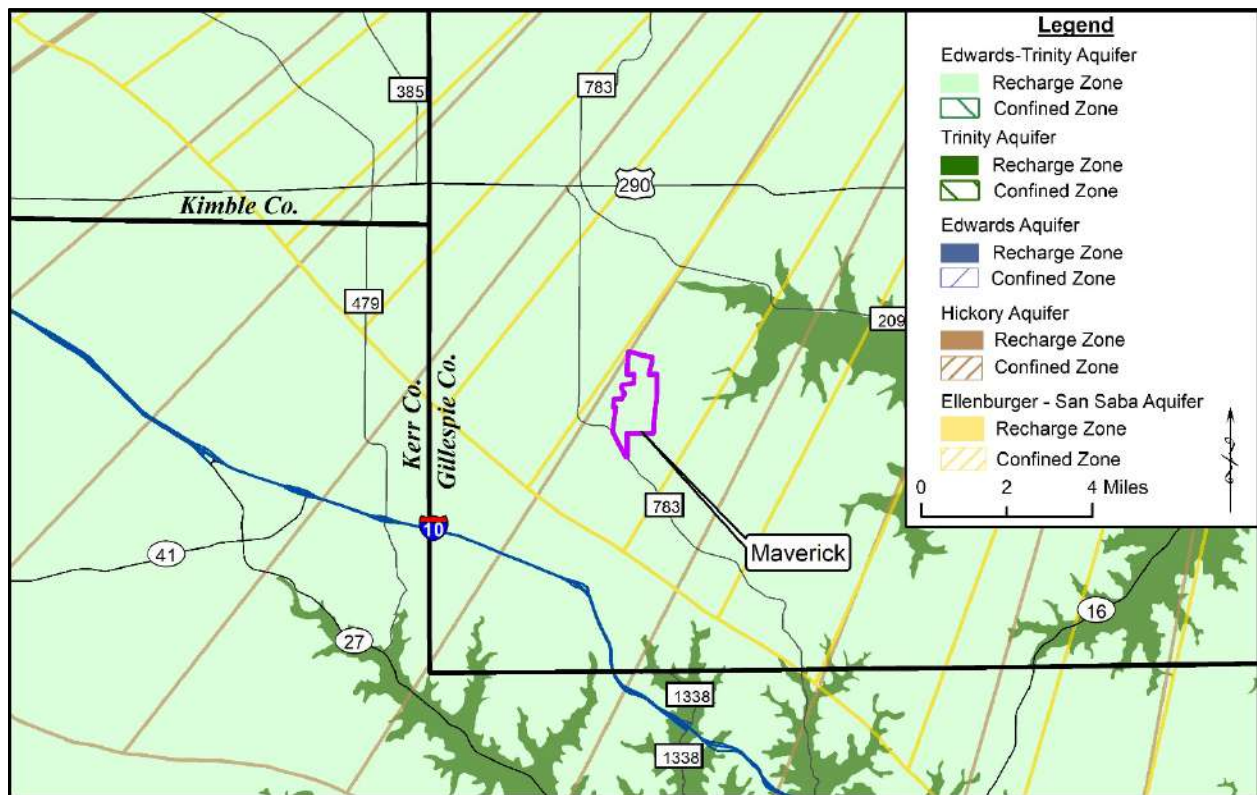 Legend
Edwards-Trinity Aquifer
Recharge Zone
Confined Zone
Trinity Aquifer
Recharge Zone
Confined Zone
Edwards Aquifer
Recharge Zone
Confined Zone
Hickory Aquifer
Recharge Zone
Confined Zone
Ellenburger - San Saba Aquifer
Recharge Zone
Confined Zone
0 2 4 Miles
385
783
290
Kimble Co.
479
209
Kerr Co.
Gillespie Co.
783
10
Maverick
41
27
16
1338
1338